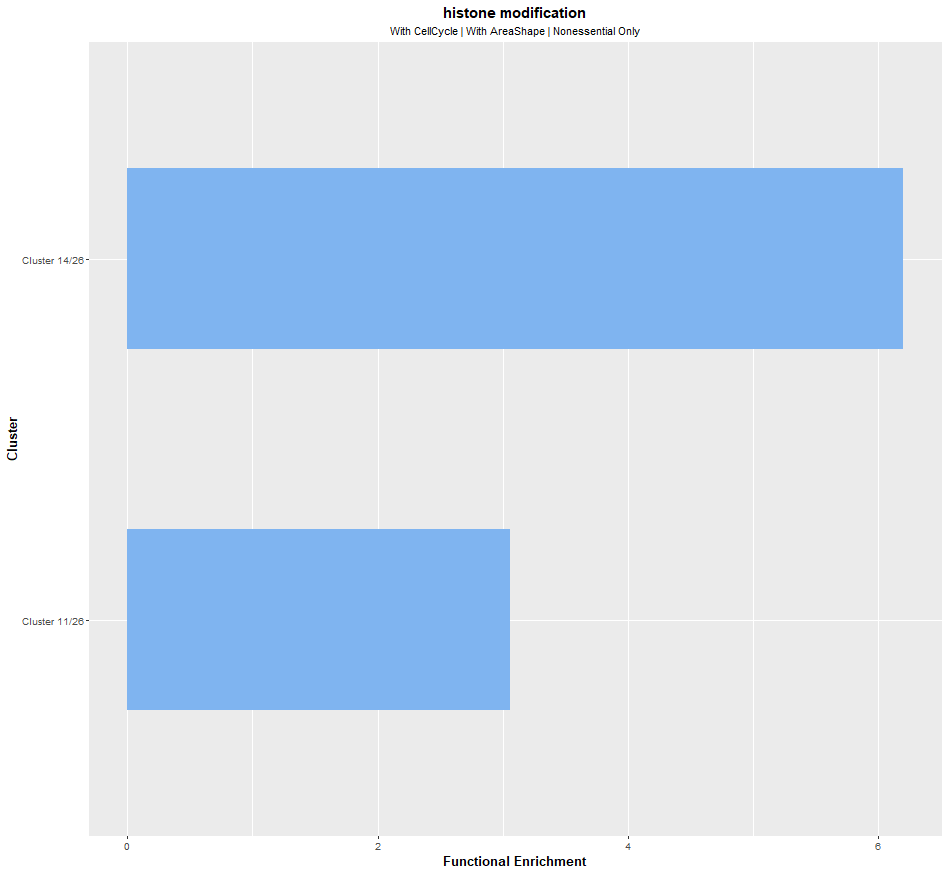 histone modification
With CellCycle | With AreaShape | Nonessential Only
Cluster
Cluster 14/26
Cluster 11/26
0 2 4 6
Functional Enrichment